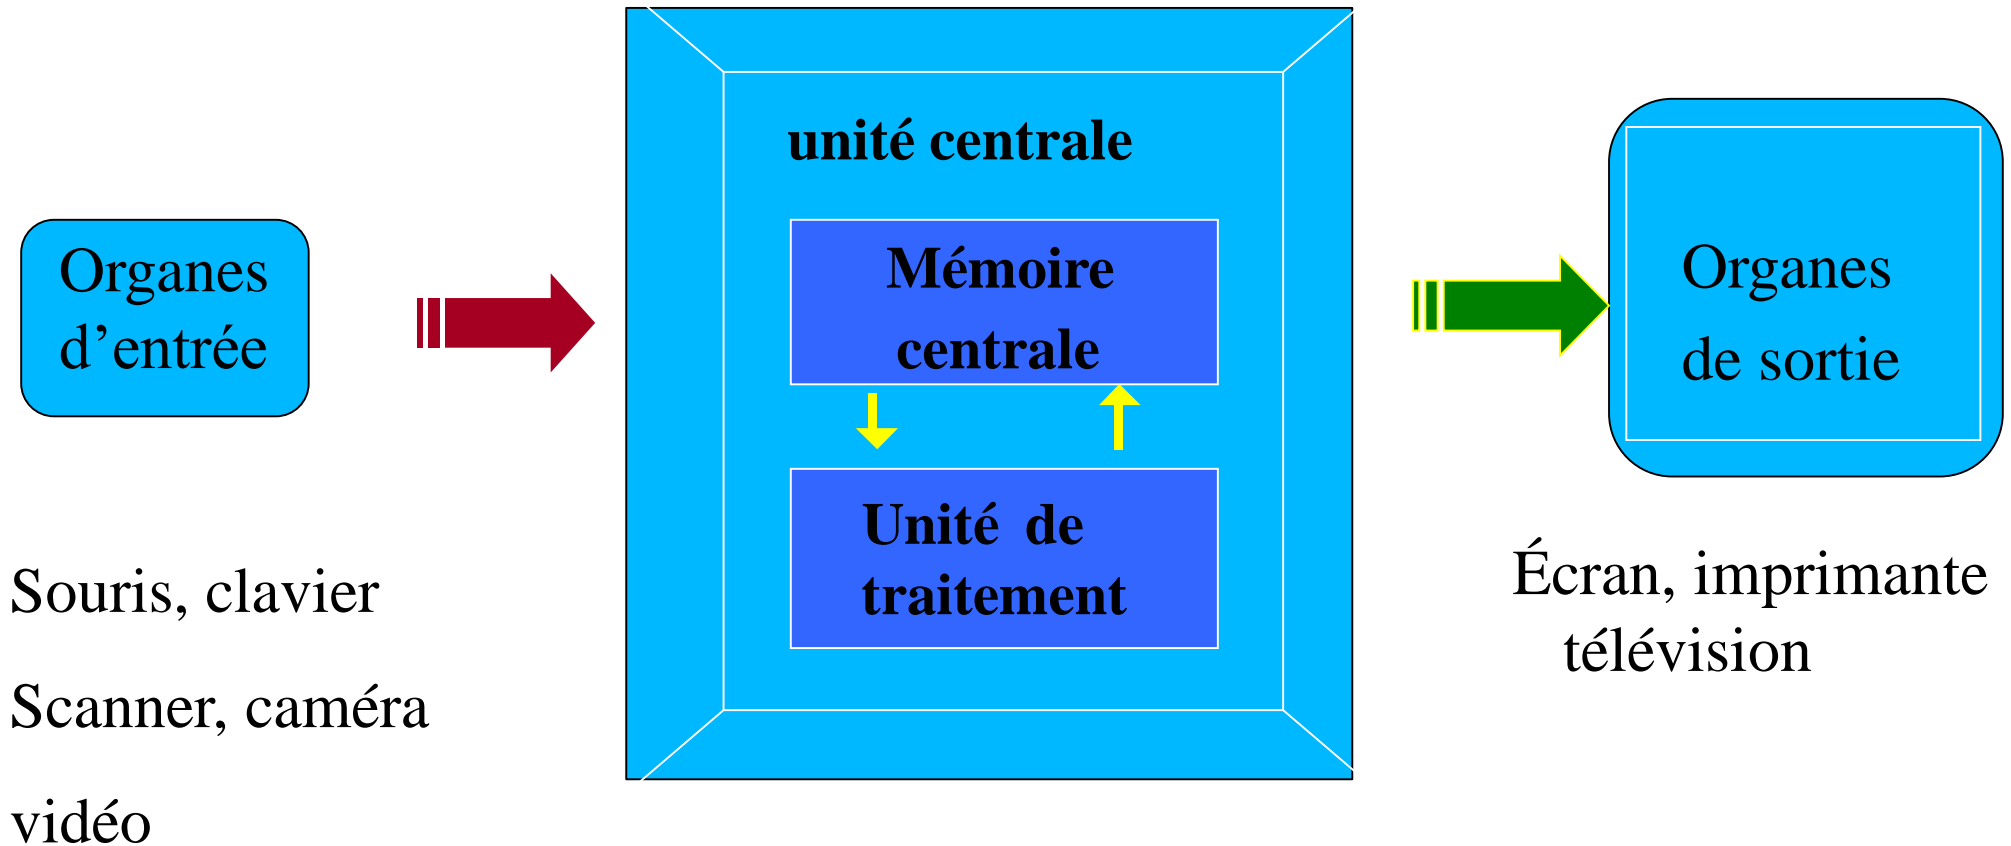 Organes
d’entrée
Souris, clavier
Scanner, caméra
vidéo
unité centrale
Mémoire
centrale
Unité de
traitement
Organes
de sortie
Écran, imprimante
télévision